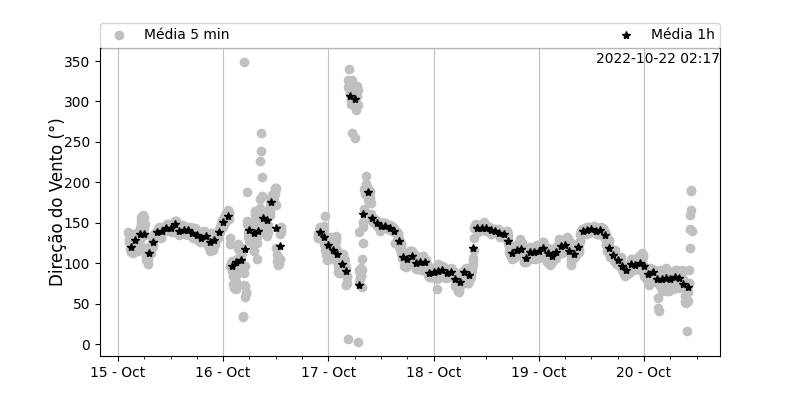 Média 5 min
Média 1h
2022-10-22 02:17
Direção do Vento (°)
350
300
250
200
150
100
50
0
15 - Oct
16 - Oct
17 - Oct
18 - Oct
19 - Oct
20 - Oct